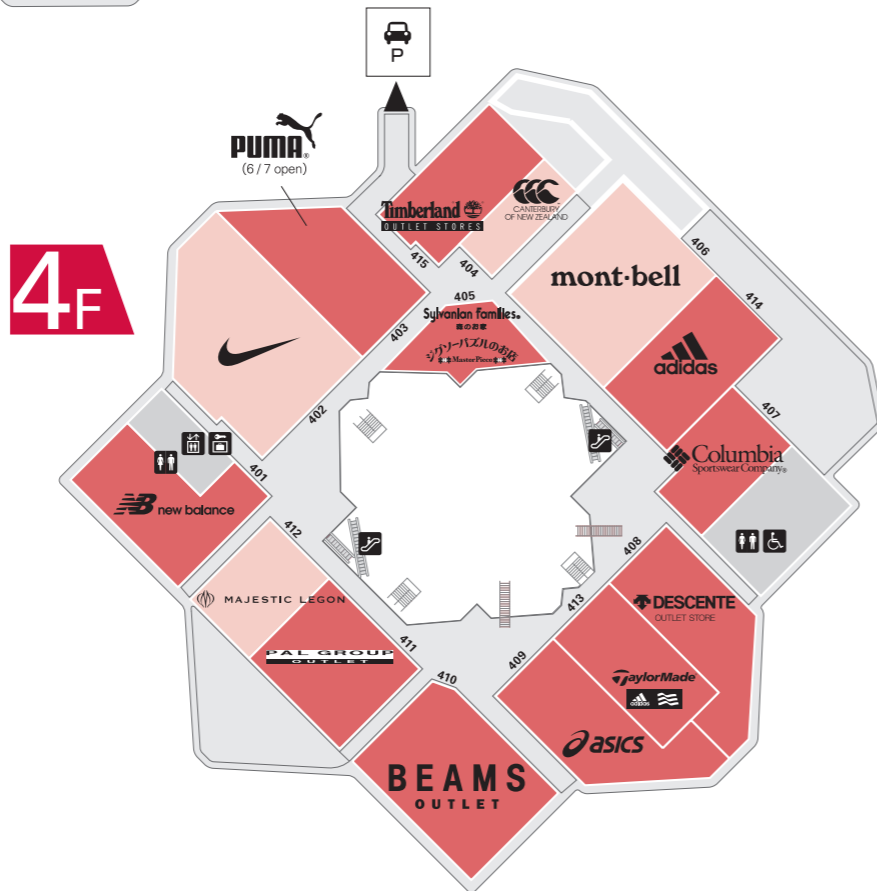 P
PUMA®
(6 / 7 open)
4F
Timberland
OUTLET STORES
CANTERBURY
OF NEW ZEALAND
415
404
406
mont·bell
414
405
Sylvanian Families®
森のお家
ジグソーパズルのお店
MasterPiece
403
adidas
402
407
Columbia
Sportswear Company®
401
new balance
412
408
MAJESTIC LEGON
413
DESCENTE
OUTLET STORE
PAL GROUP
OUTLET
411
409
410
TaylorMade
adidas
asics
BEAMS
OUTLET